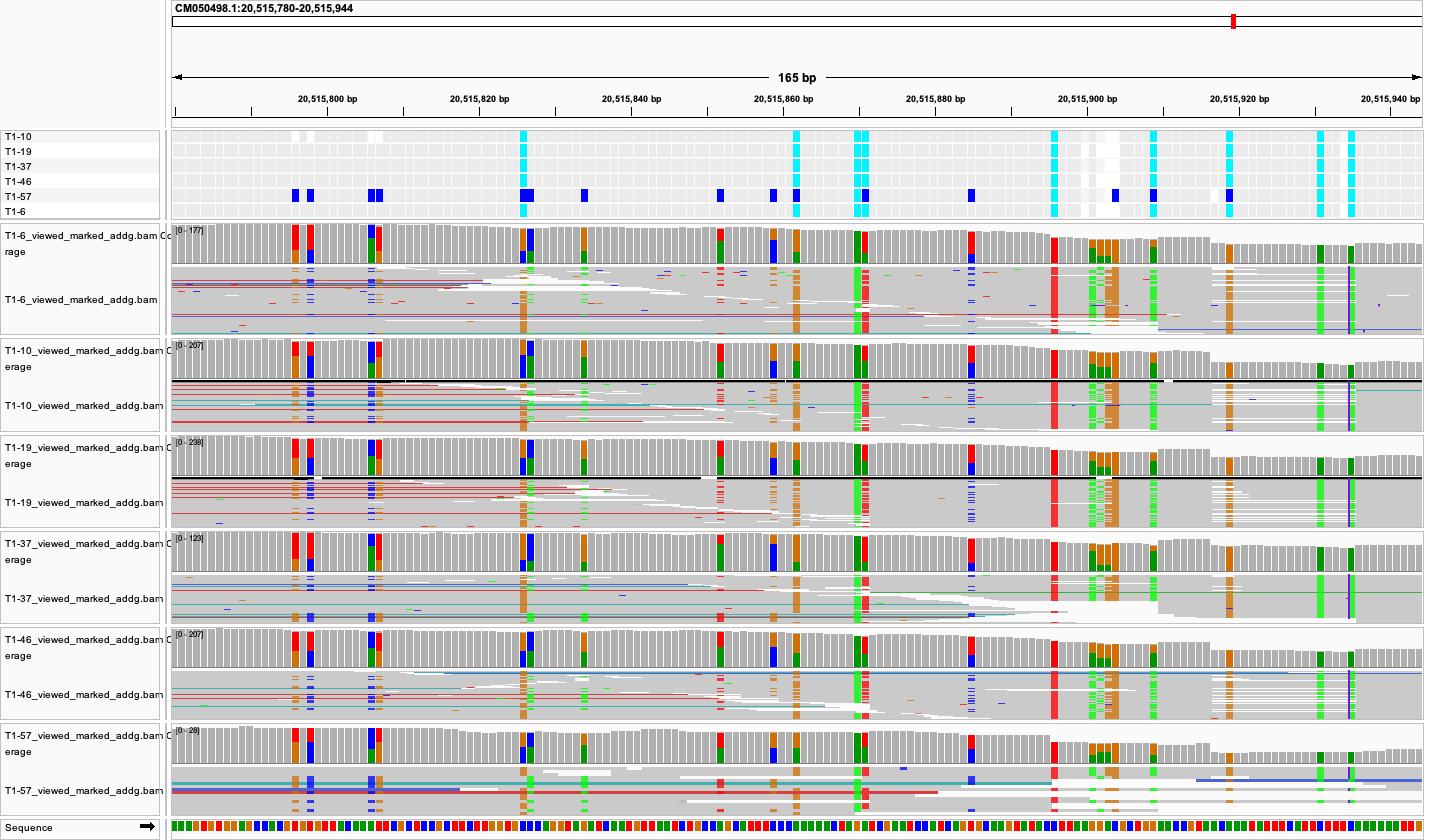 CM050498.1:20,515,780-20,515,944
165 bp
20,515,800 bp 20,515,820 bp 20,515,840 bp 20,515,860 bp 20,515,880 bp 20,515,900 bp 20,515,920 bp 20,515,940 bp
T1-10
T1-19
T1-37
T1-46
T1-57
T1-6
T1-6_viewed_marked_addg.bam Co
rage
[0 - 177]
T1-6_viewed_marked_addg.bam
T1-10_viewed_marked_addg.bam C
erage
[0 - 207]
T1-10_viewed_marked_addg.bam
T1-19_viewed_marked_addg.bam C
erage
[0 - 238]
T1-19_viewed_marked_addg.bam
T1-37_viewed_marked_addg.bam C
erage
[0 - 123]
T1-37_viewed_marked_addg.bam
T1-46_viewed_marked_addg.bam C
erage
[0 - 207]
T1-46_viewed_marked_addg.bam
T1-57_viewed_marked_addg.bam C
erage
[0 - 28]
T1-57_viewed_marked_addg.bam
Sequence